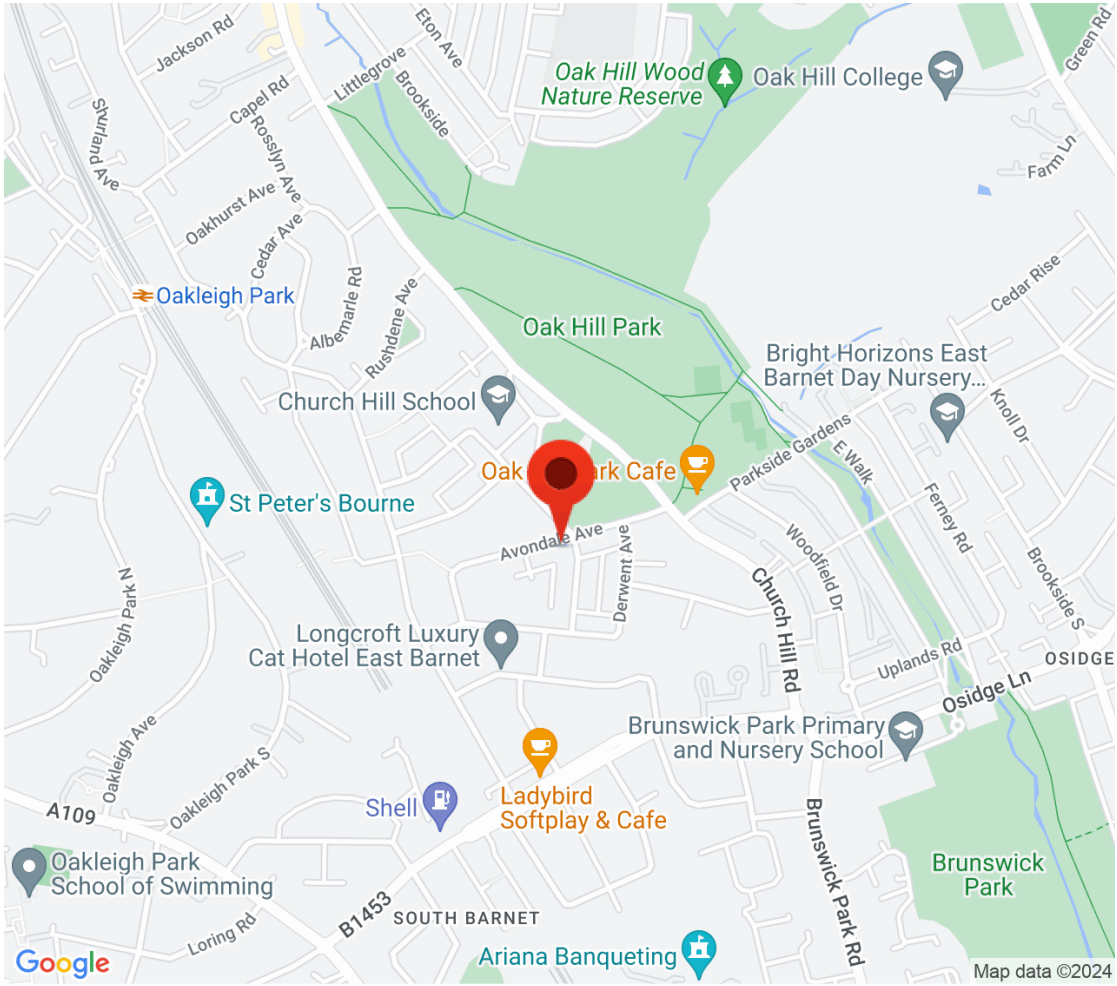 Jackson Rd
Eton Ave
Green Rd
Oak Hill Wood
Nature Reserve
Oak Hill College
Littlegrove
Brookside
Capel Rd
Shurland Ave
Rosslyn Ave
Farm Ln
Oakhurst Ave
Cedar Ave
Cedar Rise
Oakleigh Park
Albemarle Rd
Rushdene Ave
Oak Hill Park
Bright Horizons East
Barnet Day Nursery...
Church Hill School
Knoll Dr
Parkside Gardens
E Walk
Oak
ark Cafe
St Peter's Bourne
Ferney Rd
Avondale Ave
Woodfield Dr
Derwent Ave
Church Hill Rd
Brookside S
Oakleigh Park N
Longcroft Luxury
Cat Hotel East Barnet
Uplands Rd
OSIDGE
Osidge Ln
Brunswick Park Primary
and Nursery School
Oakleigh Ave
Oakleigh Park S
Shell
Ladybird
Softplay & Cafe
A109
Brunswick Park Rd
Oakleigh Park
School of Swimming
Brunswick
Park
B1453
SOUTH BARNET
Loring Rd
Ariana Banqueting
Google
Map data ©2024